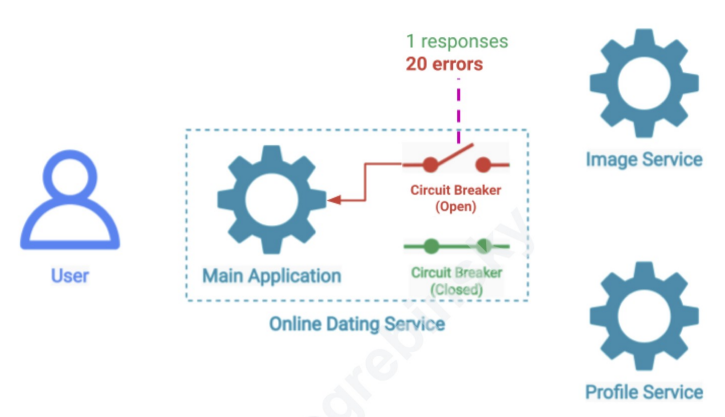 1 responses
20 errors
Image Service
Circuit Breaker
(Open)
User
Main Application
Circuit Breaker
(Closed)
Online Dating Service
Profile Service